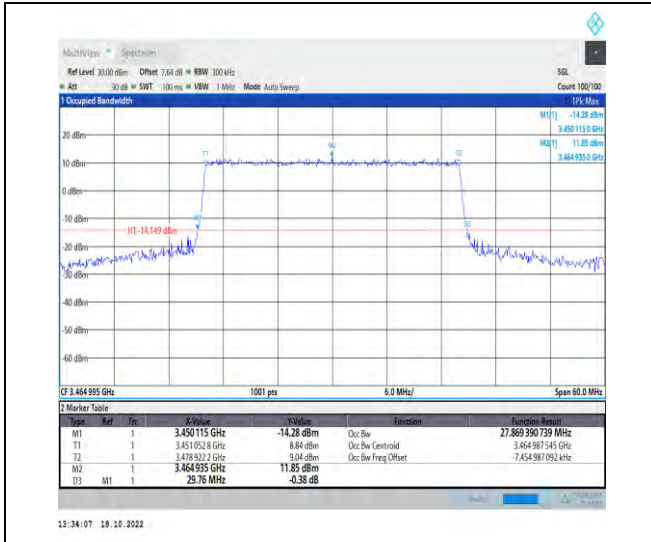 MultiView Spectrum
Ref Level 30.00 dBm Offset 7.64 dB RBW 300 kHz SGL
Att 30 dB SWT 100 ms VBW 1 MHz Mode Auto Sweep Count 100/100
1 Occupied Bandwidth 1Pk Max
M1[1] -14.28 dBm
3.450 115 0 GHz
M2[1] 11.85 dBm
3.464 935 0 GHz
20 dBm
M2
T1 T2
10 dBm
0 dBm
-10 dBm
H1 -14.149 dBm
-20 dBm
-30 dBm
-40 dBm
-50 dBm
-60 dBm
CF 3.464 995 GHz 1001 pts 6.0 MHz/ Span 60.0 MHz
2 Marker Table
Type Ref Trc X-Value Y-Value Function Function Result
M1 1 3.450 115 GHz -14.28 dBm Occ Bw 27.869 390 739 MHz
T1 1 3.451 052 8 GHz 8.84 dBm Occ Bw Centroid 3.464 987 545 GHz
T2 1 3.478 922 2 GHz 9.04 dBm Occ Bw Freq Offset -7.454 987 092 kHz
M2 1 3.464 935 GHz 11.85 dBm
D3 M1 1 29.76 MHz -0.38 dB
13:34:07 18.10.2022